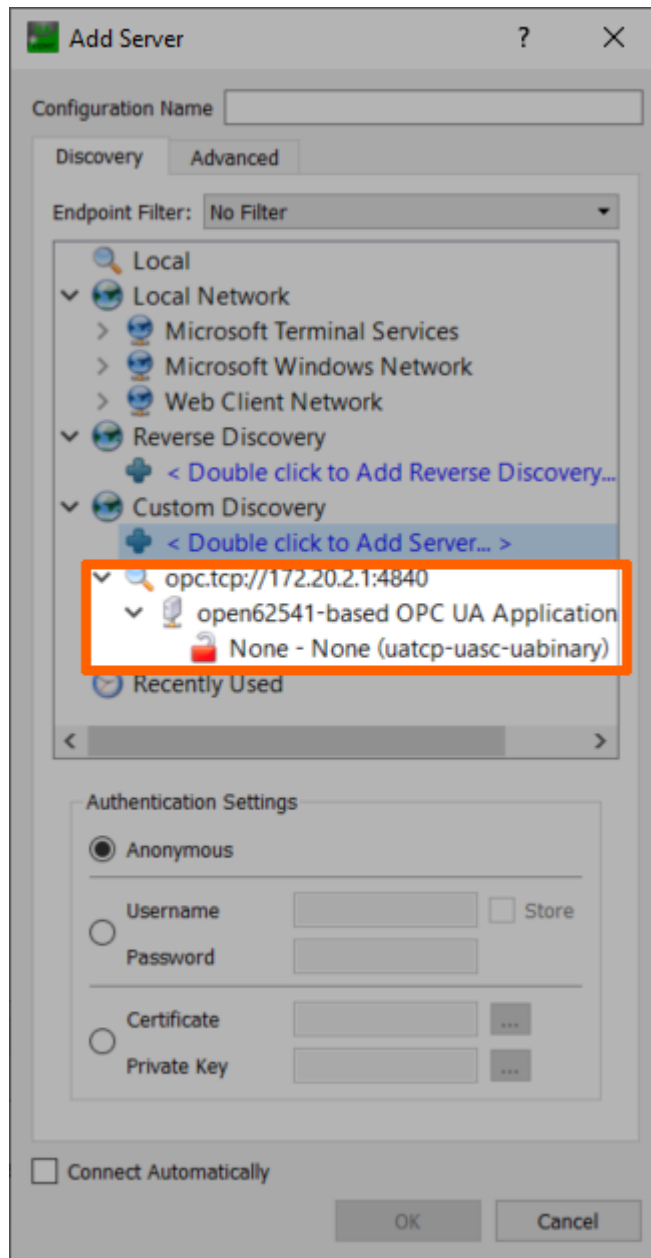 Add Server
?
Configuration Name
Discovery
Advanced
Endpoint Filter: No Filter
Local
Local Network
Microsoft Terminal Services
Microsoft Windows Network
Web Client Network
Reverse Discovery
< Double click to Add Reverse Discovery...
Custom Discovery
< Double click to Add Server... >
opc.tcp://172.20.2.1:4840
open62541-based OPC UA Application
None - None (uatcp-uasc-uabinary)
Recently Used
Authentication Settings
Anonymous
Username
Store
Password
Certificate
...
Private Key
...
Connect Automatically
OK
Cancel